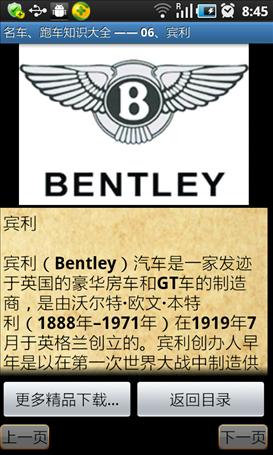 8:45
名车、跑车知识大全 —— 06、宾利
B
BENTLEY
宾利
宾利（Bentley）汽车是一家发迹
于英国的豪华房车和GT车的制造
商，是由沃尔特·欧文·本特
利（1888年–1971年）在1919年7
月于英格兰创立的。宾利创办人早
年是以在第一次世界大战中制造供
更多精品下载...
返回目录
上一页
下一页